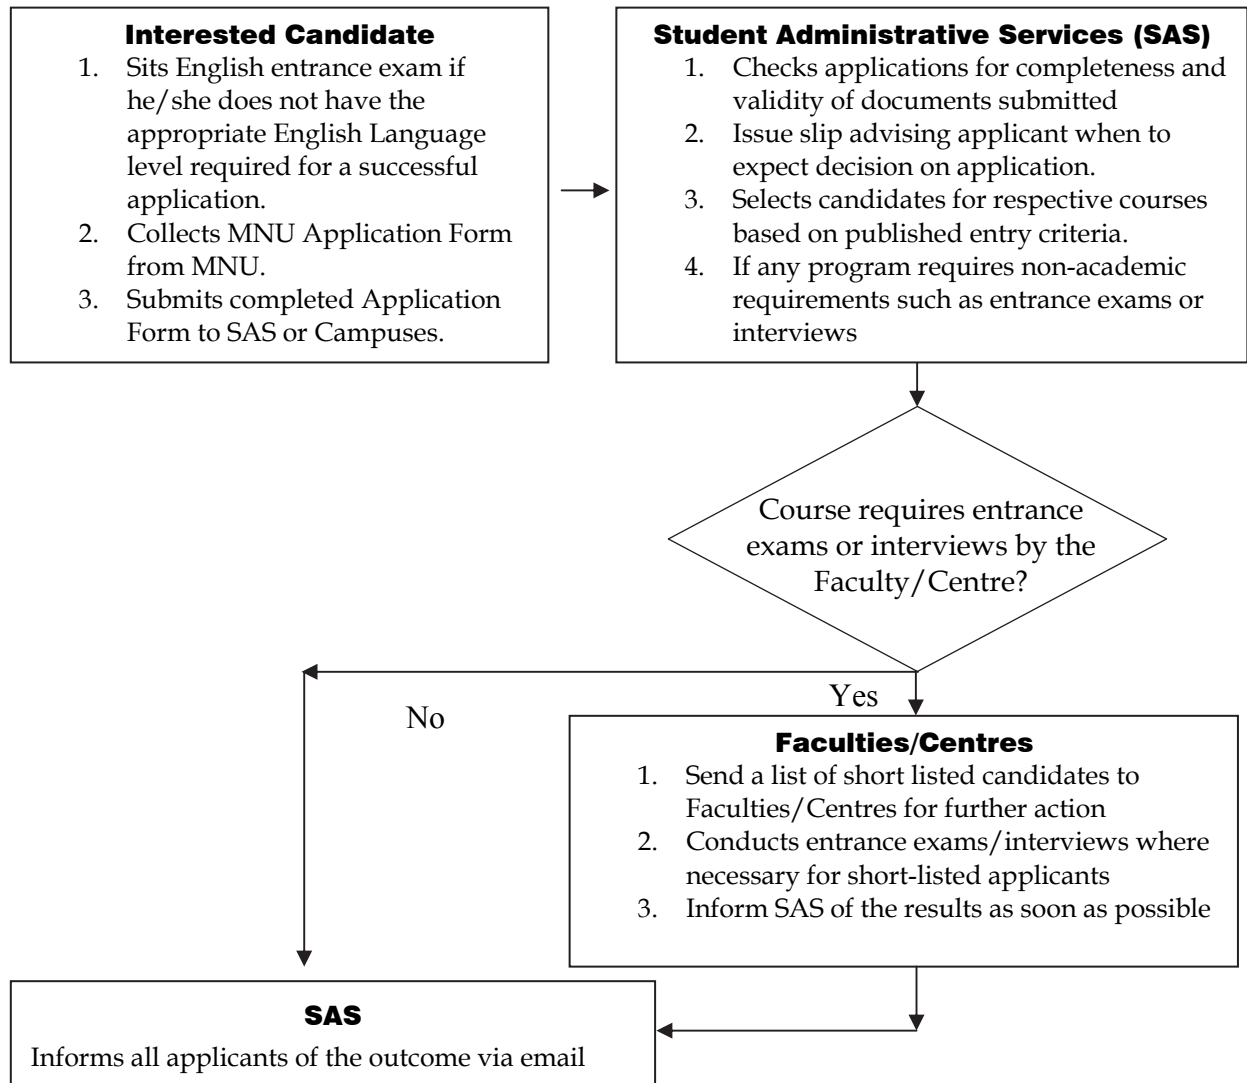 Interested Candidate
1. Sits English entrance exam if
he/she does not have the
appropriate English Language
level required for a successful
application.
2. Collects MNU Application Form
from MNU.
3. Submits completed Application
Form to SAS or Campuses.
Student Administrative Services (SAS)
1. Checks applications for completeness and
validity of documents submitted
2. Issue slip advising applicant when to
expect decision on application.
3. Selects candidates for respective courses
based on published entry criteria.
4. If any program requires non-academic
requirements such as entrance exams or
interviews
Course requires entrance
exams or interviews by the
Faculty/Centre?
Yes
No
Faculties/Centres
1. Send a list of short listed candidates to
Faculties/Centres for further action
2. Conducts entrance exams/interviews where
necessary for short-listed applicants
3. Inform SAS of the results as soon as possible
SAS
Informs all applicants of the outcome via email